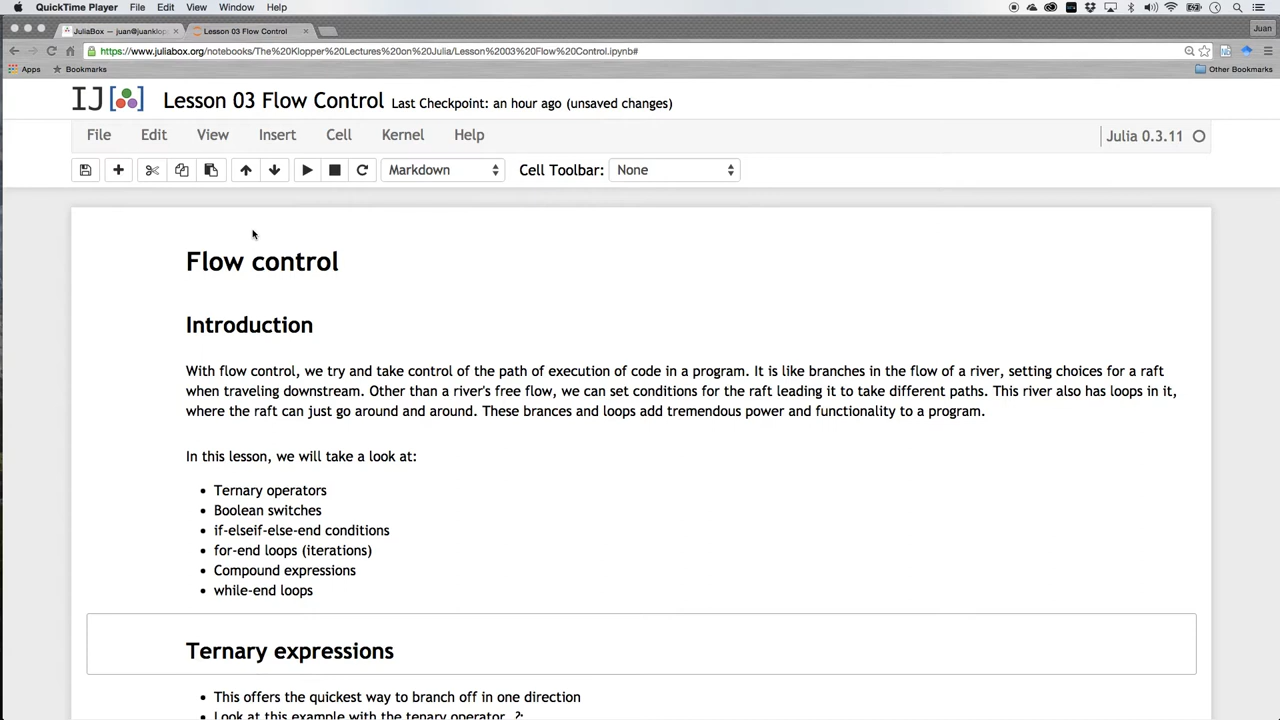 QuickTime Player File Edit View Window Help
JuliaBox — juan@juanklop × Lesson 03 Flow Control × Juan
https://www.juliabox.org/notebooks/The%20Klopper%20Lectures%20on%20Julia/Lesson%2003%20Flow%20Control.ipynb#
Apps Bookmarks Other Bookmarks
IJ Lesson 03 Flow Control Last Checkpoint: an hour ago (unsaved changes)
File Edit View Insert Cell Kernel Help Julia 0.3.11
Markdown Cell Toolbar: None
Flow control
Introduction
With flow control, we try and take control of the path of execution of code in a program. It is like branches in the flow of a river, setting choices for a raft
when traveling downstream. Other than a river's free flow, we can set conditions for the raft leading it to take different paths. This river also has loops in it,
where the raft can just go around and around. These brances and loops add tremendous power and functionality to a program.
In this lesson, we will take a look at:
• Ternary operators
• Boolean switches
• if-elseif-else-end conditions
• for-end loops (iterations)
• Compound expressions
• while-end loops
Ternary expressions
• This offers the quickest way to branch off in one direction
• Look at this example with the tenary operator ?: